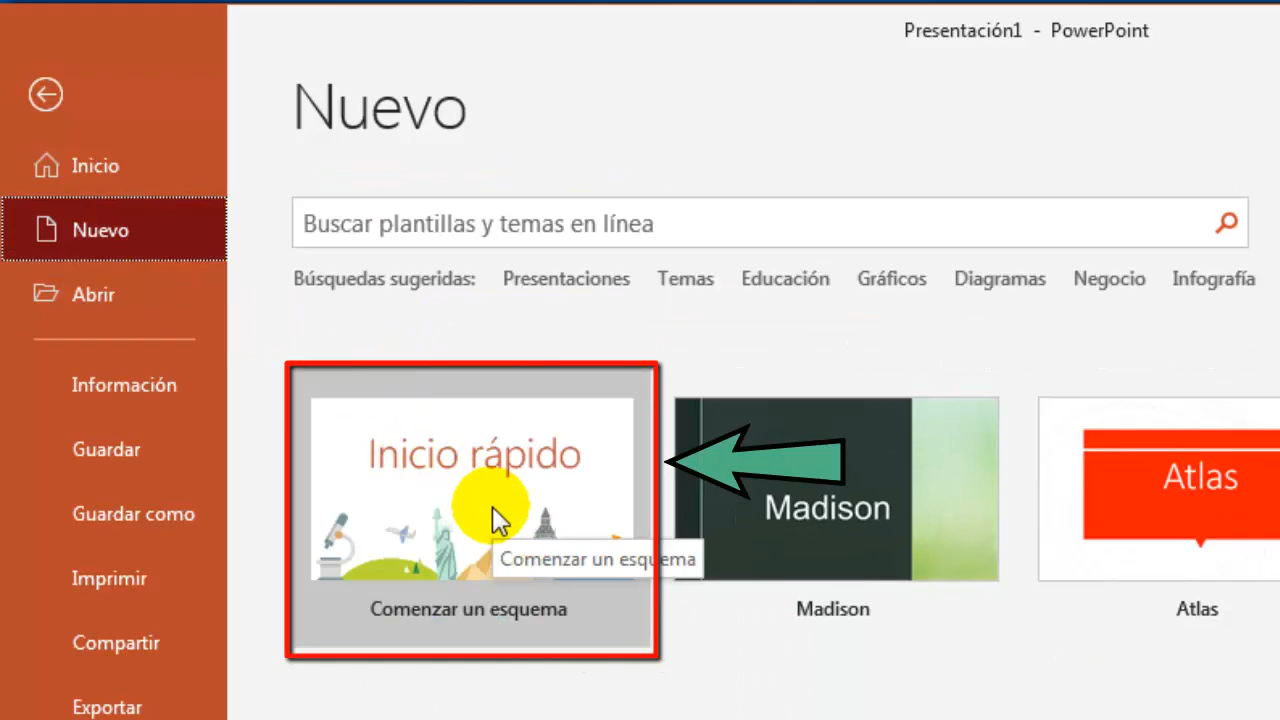 Presentación1 - PowerPoint
Nuevo
Inicio
Nuevo
Abrir
Información
Guardar
Guardar como
Imprimir
Compartir
Exportar
Buscar plantillas y temas en línea
Búsquedas sugeridas: Presentaciones Temas Educación Gráficos Diagramas Negocio Infografía
Inicio rápido
Comenzar un esquema
Comenzar un esquema
Madison
Madison
Atlas
Atlas